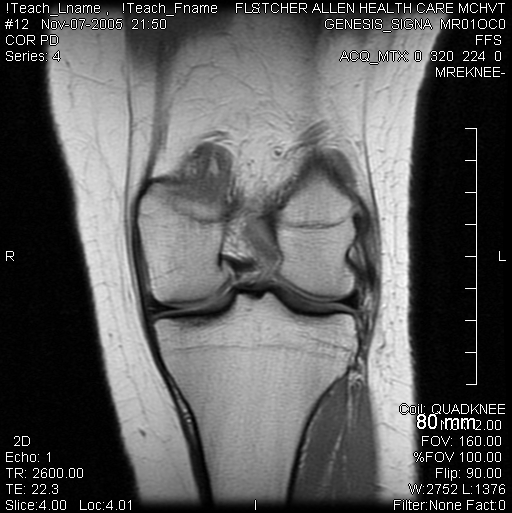 !Teach_Lname , !Teach_Fname
FLSTCHER ALLEN HEALTH CARE MCHVT
#12 Nov-07-2005 21:50
GENESIS_SIGNA MR01OC0
COR PD
FFS
Series: 4
ACQ_MTX: 0 320 224 0
MREKNEE-
R
L
Coil: QUADKNEE
80 mm
2.00
2D
FOV: 160.00
Echo: 1
%FOV 100.00
TR: 2600.00
Flip: 90.00
TE: 22.3
W:2752 L:1376
Slice:4.00 Loc:4.01
I
Filter:None Fact:0